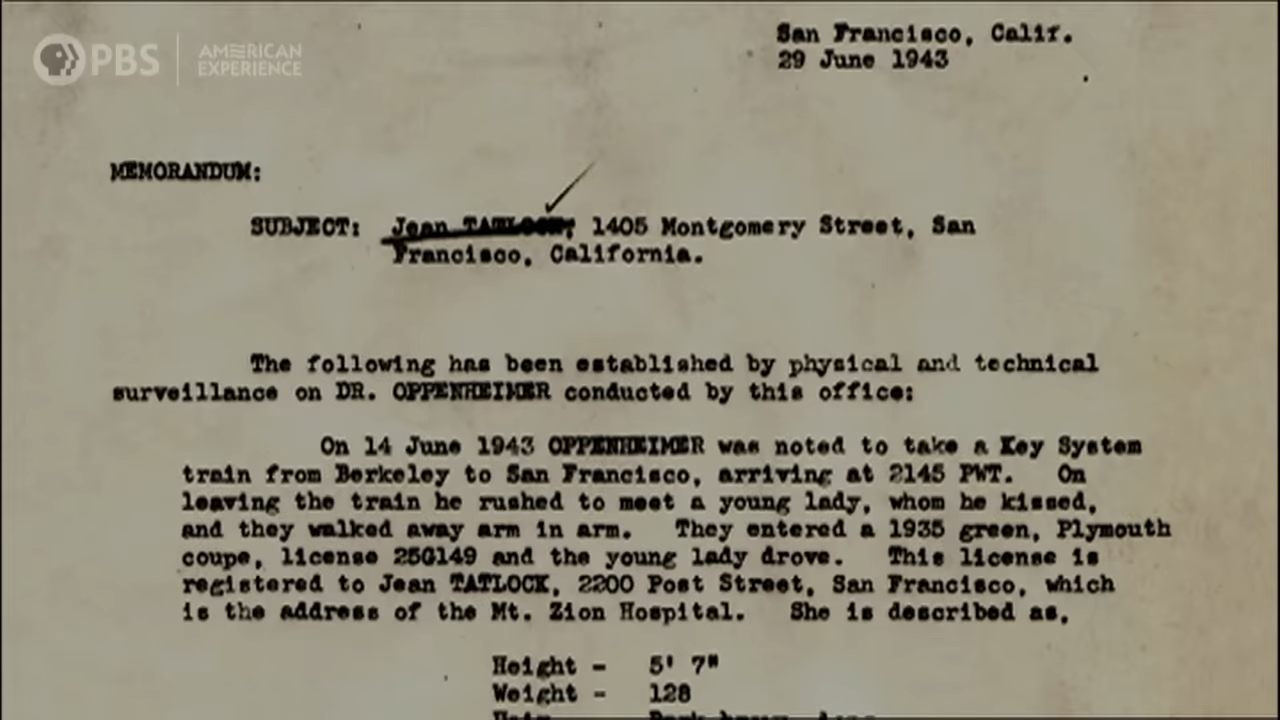 PBS
AMERICAN
EXPERIENCE
San Francisco, Calif.
29 June 1943
MEMORANDUM:
SUBJECT: Jean TATLOCK; 1405 Montgomery Street, San
Francisco, California.
The following has been established by physical and technical
surveillance on DR. OPPENHEIMER conducted by this office:
On 14 June 1943 OPPENHEIMER was noted to take a Key System
train from Berkeley to San Francisco, arriving at 2145 PWT. On
leaving the train he rushed to meet a young lady, whom he kissed,
and they walked away arm in arm. They entered a 1935 green, Plymouth
coupe, license 25G149 and the young lady drove. This license is
registered to Jean TATLOCK, 2200 Post Street, San Francisco, which
is the address of the Mt. Zion Hospital. She is described as,
Height - 5' 7"
Weight - 128